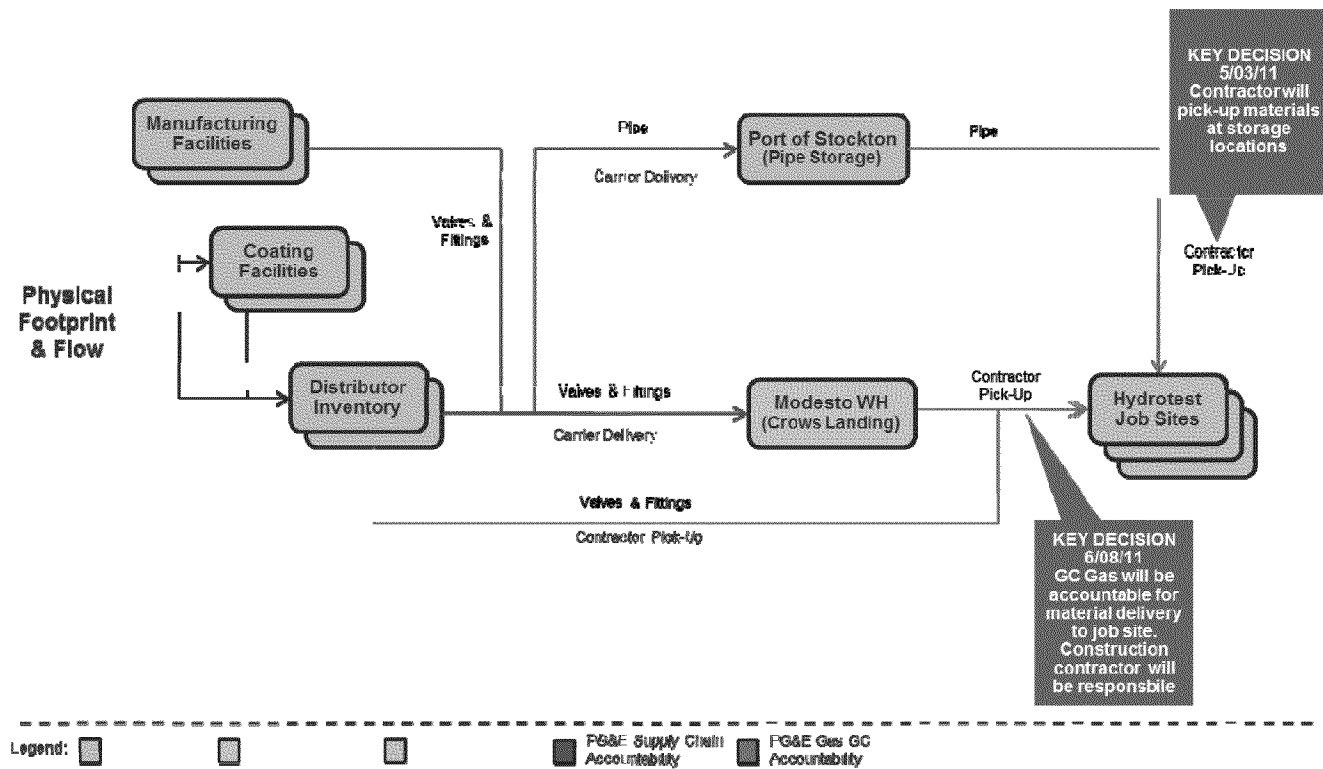 KEY DECISION
5/03/11
Contractor will
pick-up materials
at storage
locations
Manufacturing
Facilities
Pipe
Carrier Delivery
Port of Stockton
(Pipe Storage)
Pipe
Valves &
Fittings
Contractor
Pick-Up
Coating
Facilities
Physical
Footprint
& Flow
Distributor
Inventory
Valves & Fittings
Carrier Delivery
Modesto WH
(Crows Landing)
Contractor
Pick-Up
Hydrotest
Job Sites
Valves & Fittings
Contractor Pick-Up
KEY DECISION
6/08/11
GC Gas will be
accountable for
material delivery
to job site.
Construction
contractor will
be responsbile
Legend:
PG&E Supply Chain
Accountability
PG&E Gas GC
Accountability